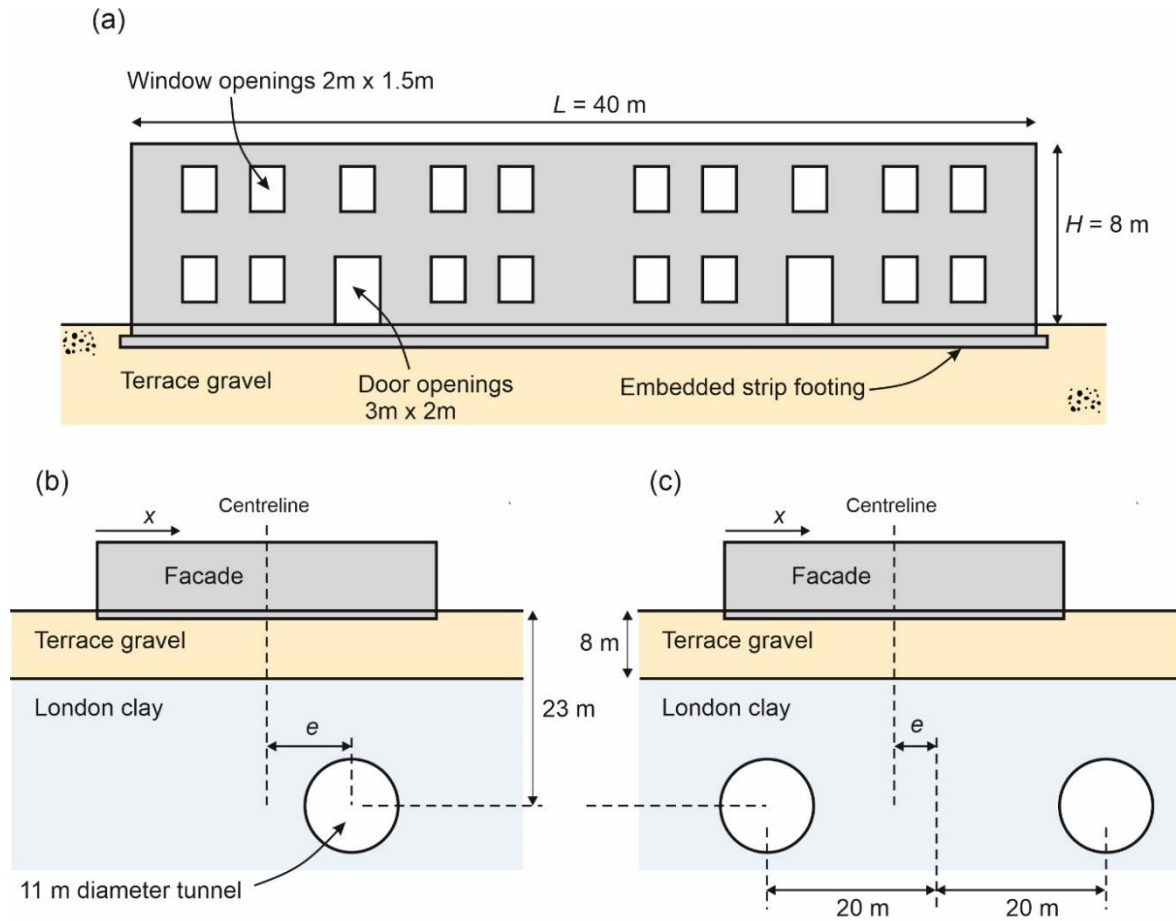 (a)
Window openings 2m x 1.5m
L = 40 m
H = 8 m
Terrace gravel
Door openings
3m x 2m
Embedded strip footing
(b)
Centreline
x
Facade
Terrace gravel
London clay
23 m
e
11 m diameter tunnel
(c)
Centreline
x
Facade
Terrace gravel
8 m
London clay
e
20 m
20 m